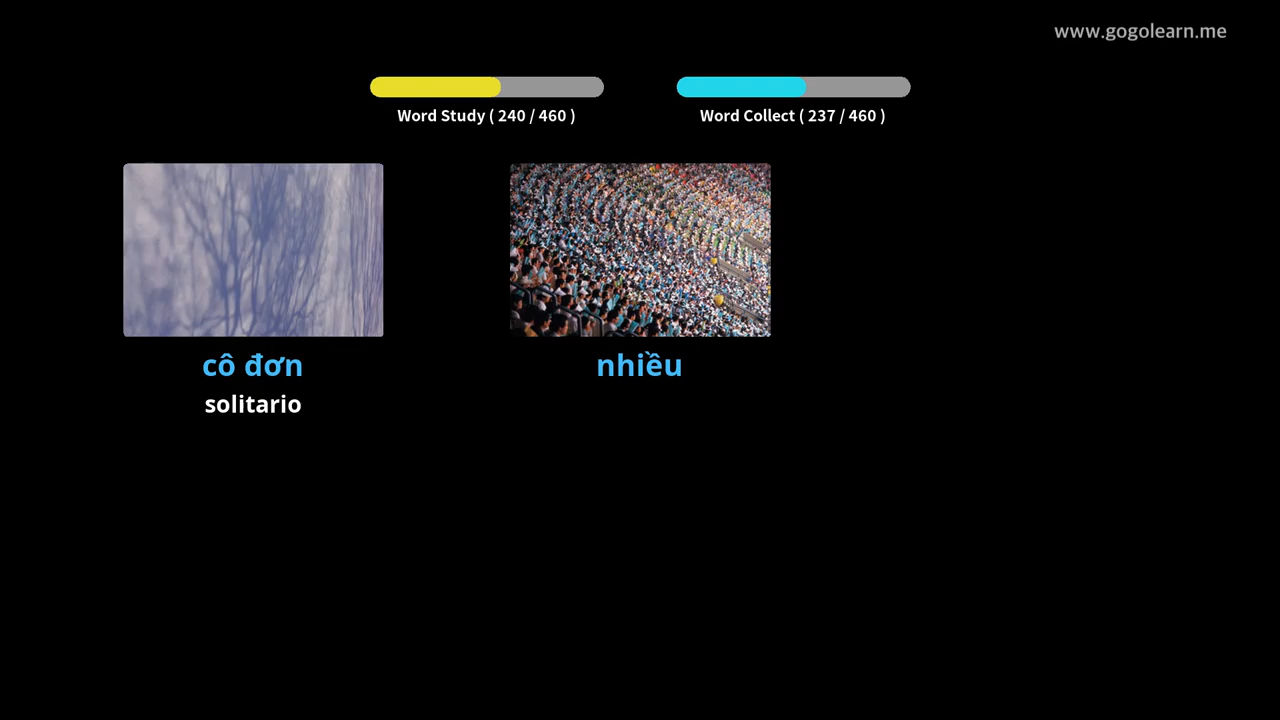 www.gogolearn.me
Word Study ( 240 / 460 )
Word Collect ( 237 / 460 )
cô đơn
solitario
nhiều